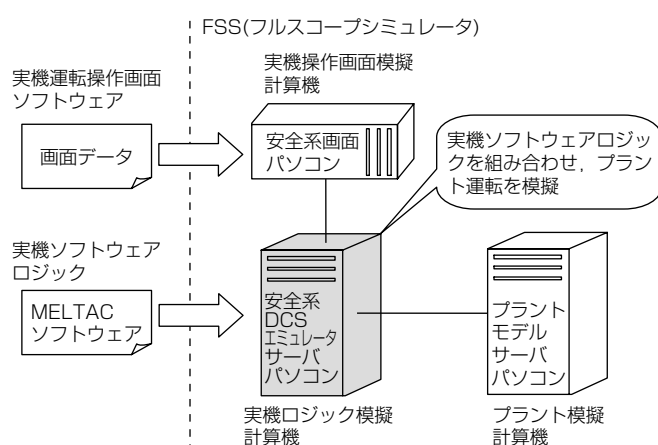 FSS(フルスコープシミュレータ)
実機運転操作画面
ソフトウェア
画面データ
実機操作画面模擬
計算機
安全系画面
パソコン
実機ソフトウェアロジッ
クを組み合わせ，プラン
ト運転を模擬
実機ソフトウェア
ロジック
MELTAC
ソフトウェア
安全系
DCS
エミュレータ
サーバ
パソコン
実機ロジック模擬
計算機
プラント
モデル
サーバ
パソコン
プラント模擬
計算機